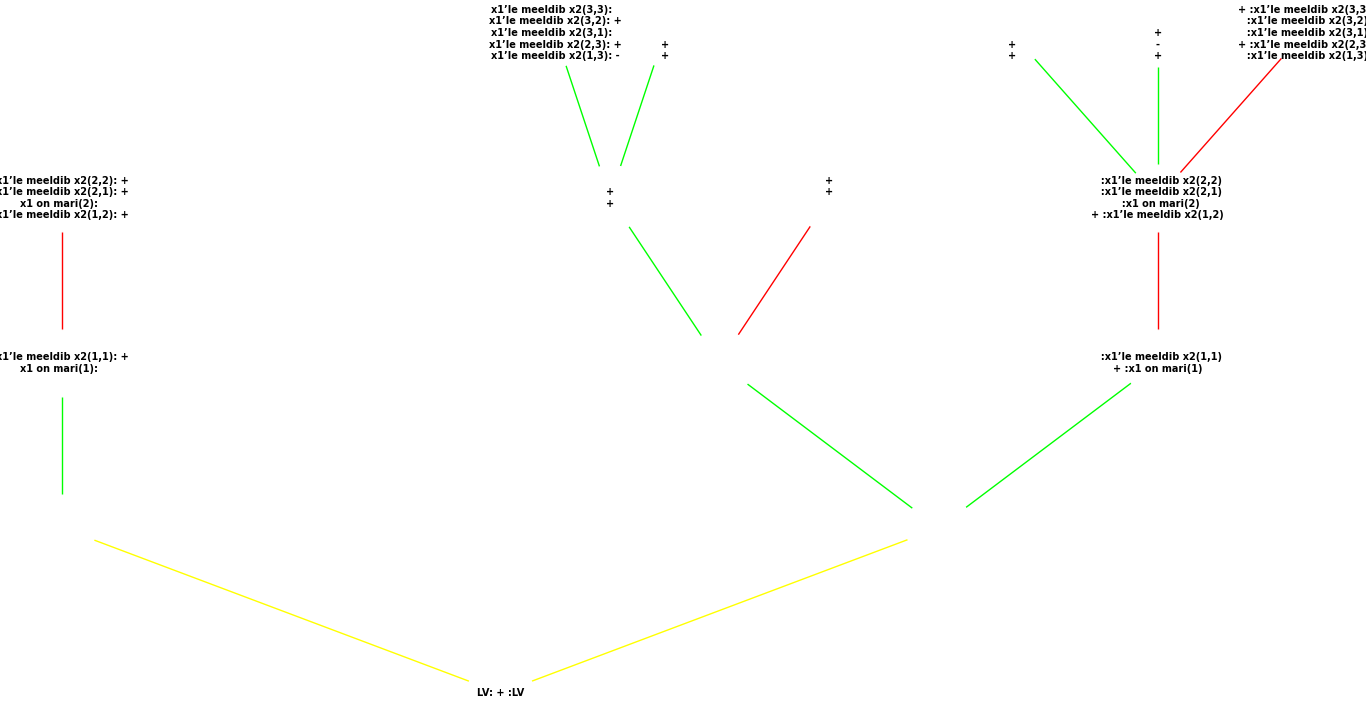 x1’le meeldib x2(3,3):
x1’le meeldib x2(3,2): +
x1’le meeldib x2(3,1):
x1’le meeldib x2(2,3): +
x1’le meeldib x2(1,3): -
+
+
+
+
+
-
+
+ :x1’le meeldib x2(3,3
:x1’le meeldib x2(3,2)
:x1’le meeldib x2(3,1)
+ :x1’le meeldib x2(2,3
:x1’le meeldib x2(1,3)
x1’le meeldib x2(2,2): +
x1’le meeldib x2(2,1): +
x1 on mari(2):
x1’le meeldib x2(1,2): +
+
+
+
+
:x1’le meeldib x2(2,2)
:x1’le meeldib x2(2,1)
:x1 on mari(2)
+ :x1’le meeldib x2(1,2)
x1’le meeldib x2(1,1): +
x1 on mari(1):
:x1’le meeldib x2(1,1)
+ :x1 on mari(1)
LV: + :LV